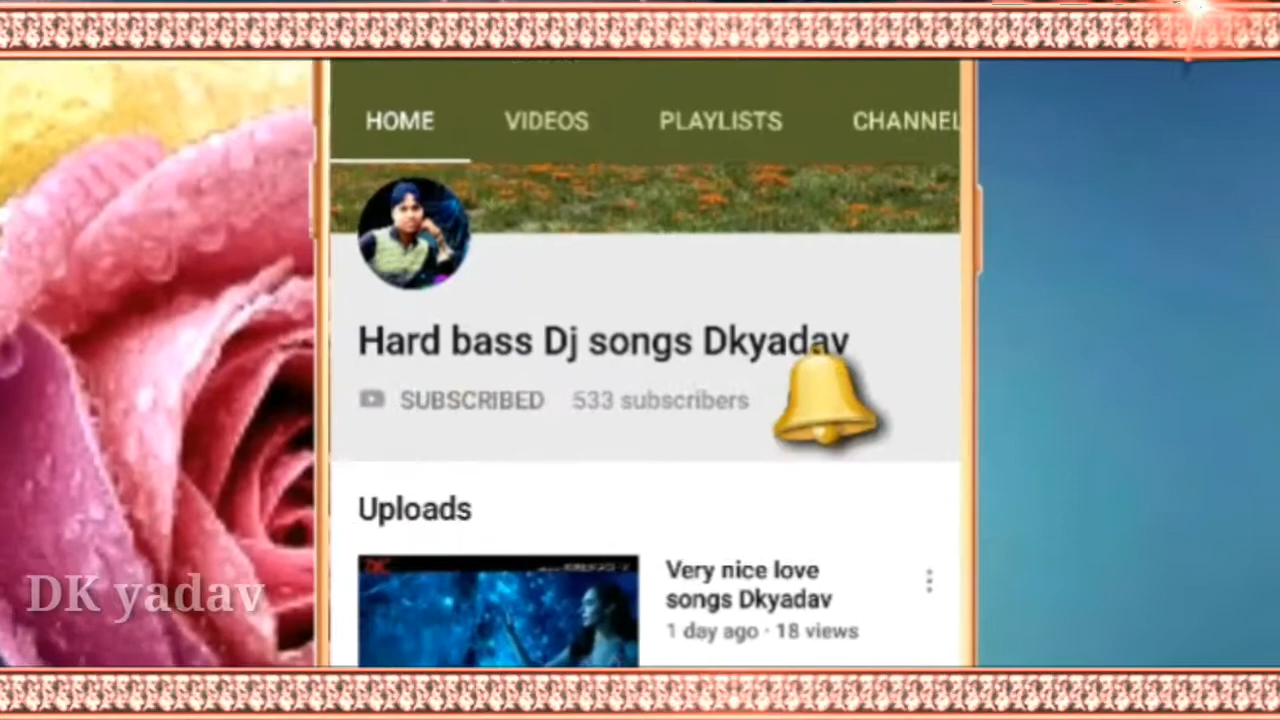 HOME VIDEOS PLAYLISTS CHANNEL
Hard bass Dj songs Dkyadav
SUBSCRIBED 533 subscribers
Uploads
Very nice love
songs Dkyadav
1 day ago · 18 views
DK yadav